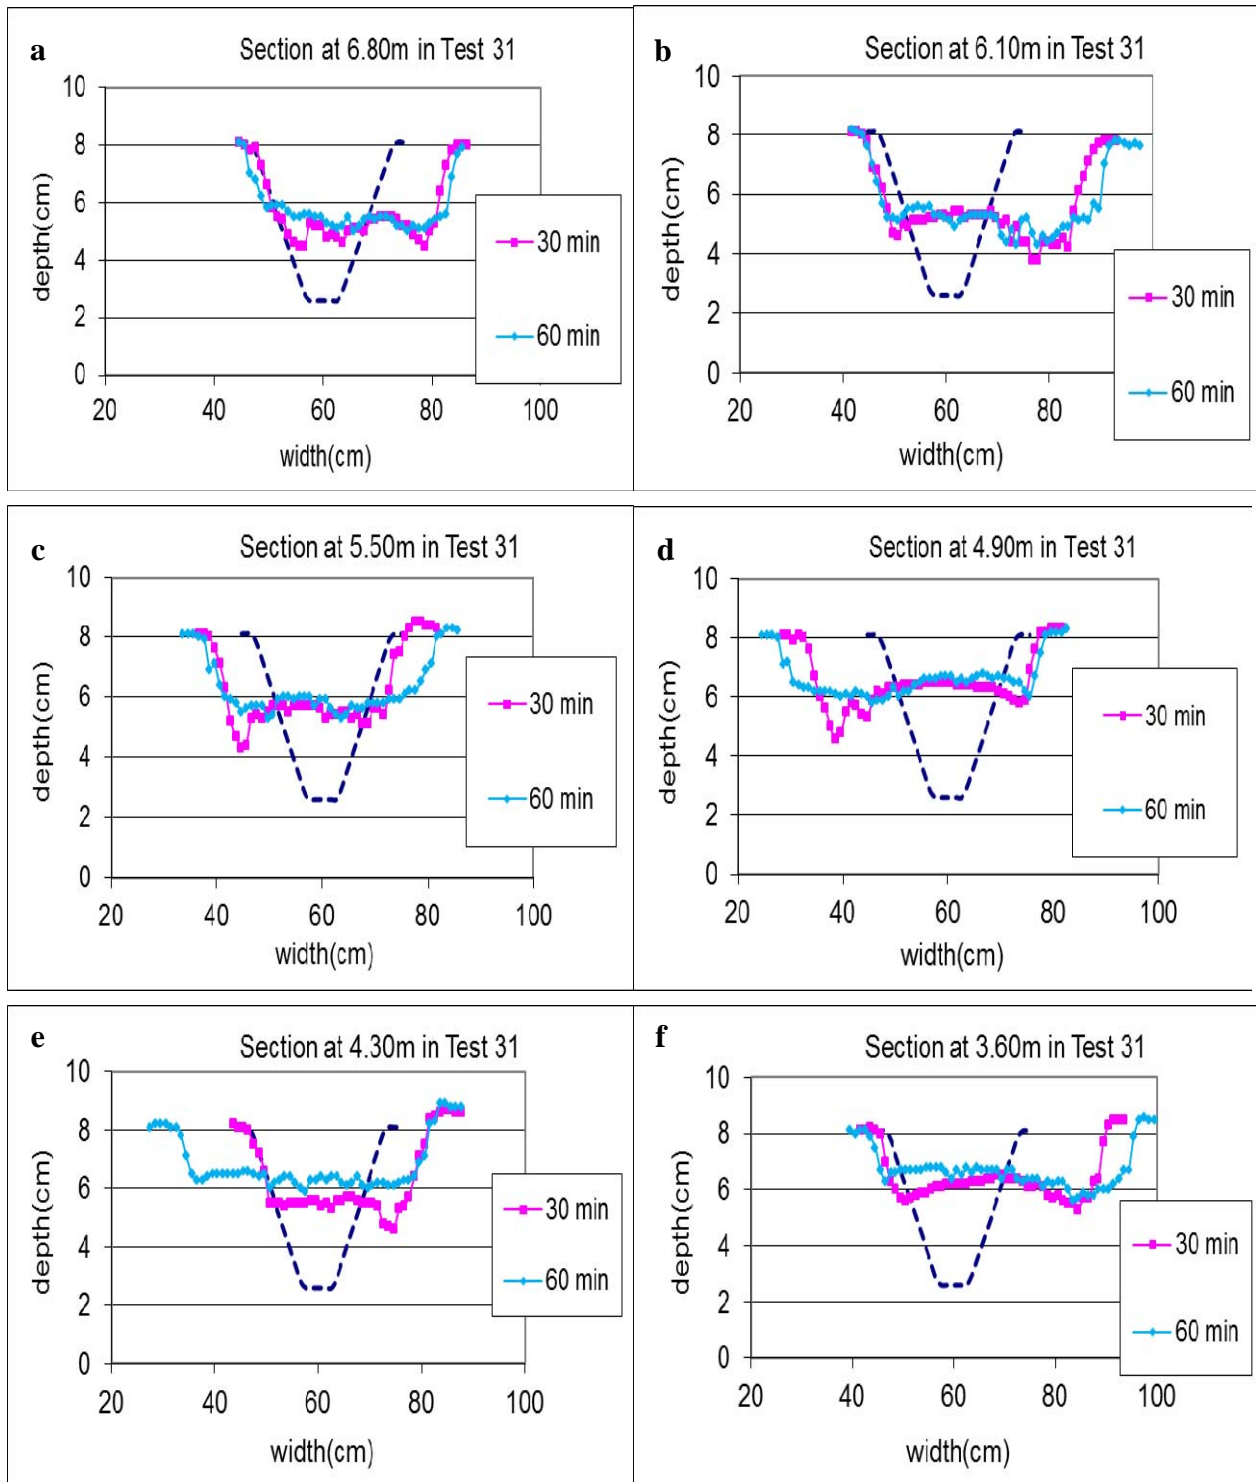 a
Section at 6.80m in Test 31
10
8
6
4
2
0
20 40 60 80 100
depth(cm)
width(cm)
30 min
60 min
b
Section at 6.10m in Test 31
10
8
6
4
2
0
20 40 60 80
depth(cm)
width(cm)
30 min
60 min
c
Section at 5.50m in Test 31
10
8
6
4
2
0
20 40 60 80 100
depth(cm)
width(cm)
30 min
60 min
d
Section at 4.90m in Test 31
10
8
6
4
2
0
20 40 60 80 100
depth(cm)
width(cm)
30 min
60 min
e
Section at 4.30m in Test 31
10
8
6
4
2
0
20 40 60 80 100
depth(cm)
width(cm)
30 min
60 min
f
Section at 3.60m in Test 31
10
8
6
4
2
0
20 40 60 80 100
depth(cm)
width(cm)
30 min
60 min